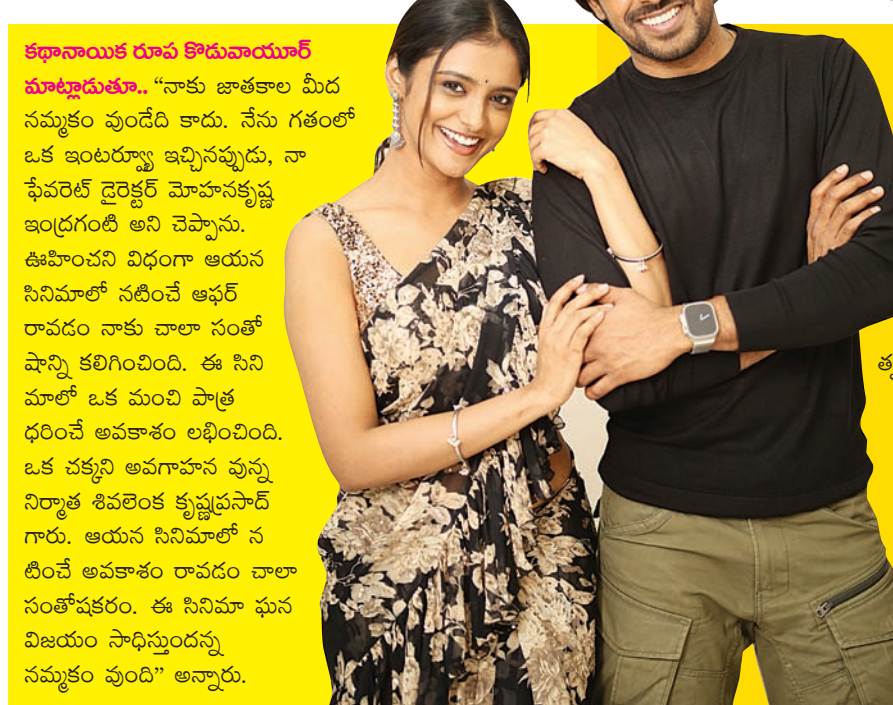 కథానాయిక రూప కొడువాయూర్
మాట్లాడుతూ.. “నాకు జాతకాల మీద
నమ్మకం వుండేది కాదు. నేను గతంలో
ఒక ఇంటర్వ్యూ ఇచ్చినప్పుడు, నా
ఫేవరెట్ డైరెక్టర్ మోహనకృష్ణ
ఇంద్రగంటి అని చెప్పాను.
ఊహించని విధంగా ఆయన
సినిమాలో నటించే ఆఫర్
రావడం నాకు చాలా సంతో
షాన్ని కలిగించింది. ఈ సిని
మాలో ఒక మంచి పాత్ర
ధరించే అవకాశం లభించింది.
ఒక చక్కని అవగాహన వున్న
నిర్మాత శివలెంక కృష్ణప్రసాద్
గారు. ఆయన సినిమాలో న
టించే అవకాశం రావడం చాలా
సంతోషకరం. ఈ సినిమా ఘన
విజయం సాధిస్తుందన్న
నమ్మకం వుంది” అన్నారు.